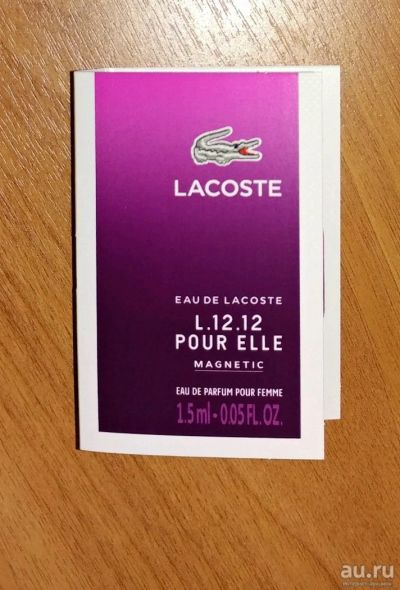 LACOSTE
EAU DE LACOSTE
L.12.12
POUR ELLE
MAGNETIC
EAU DE PARFUM POUR FEMME
1.5 ml - 0.05 FL. OZ.
au.ru